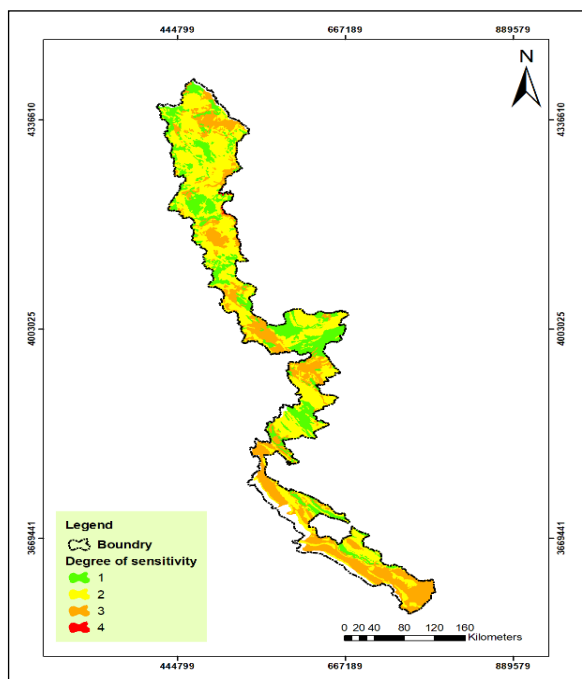 444799 667189 889579
N
4336610 4336610
4003025 4003025
3669441 3669441
Legend
Boundry
Degree of sensitivity
1
2
3
4
0 20 40 80 120 160
Kilometers
444799 667189 889579